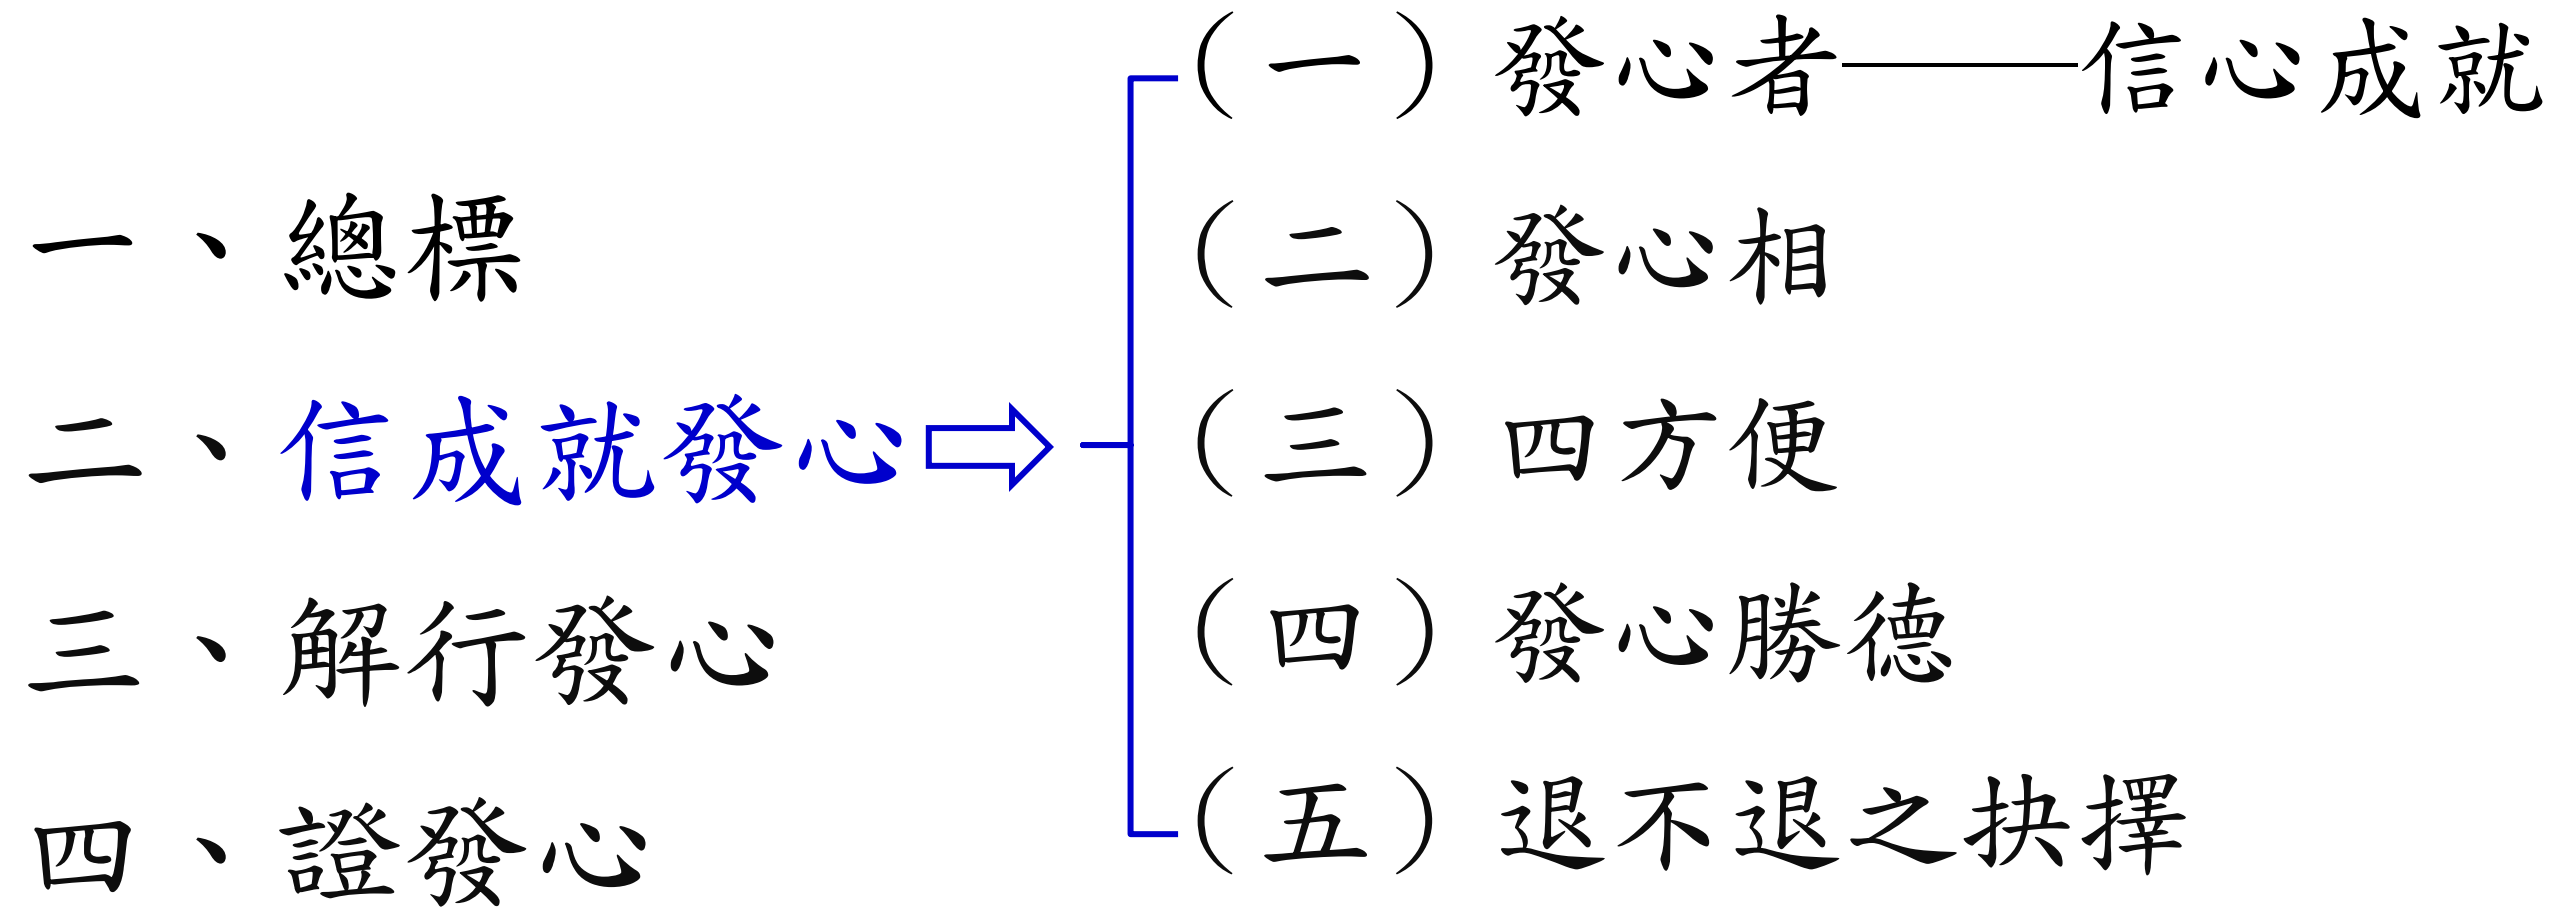 一、總標
二、信成就發心
三、解行發心
四、證發心
（一）發心者——信心成就
（二）發心相
（三）四方便
（四）發心勝德
（五）退不退之抉擇